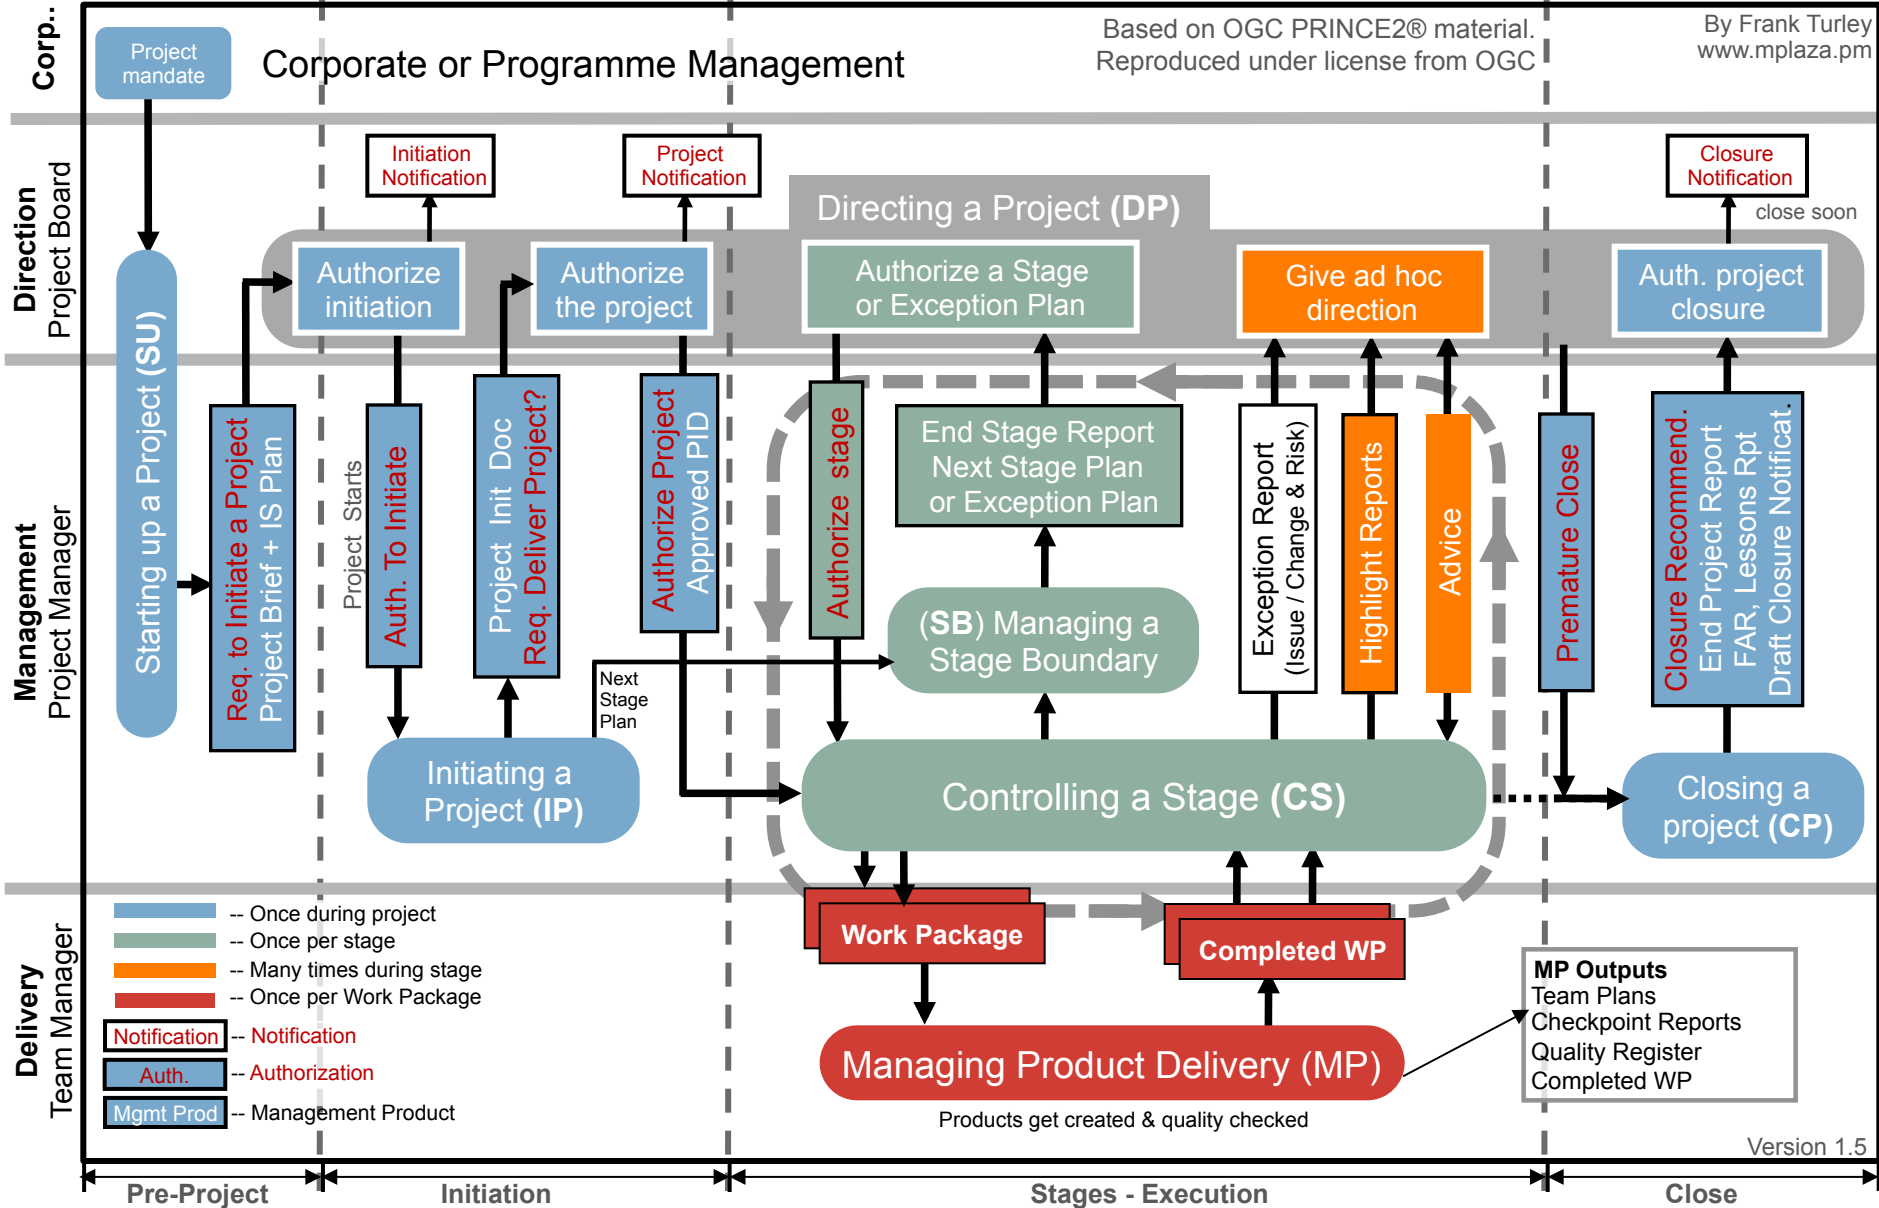 Corp..
Project
mandate
Corporate or Programme Management
Based on OGC PRINCE2® material.
Reproduced under license from OGC
By Frank Turley
www.mplaza.pm
Direction
Project Board
Initiation
Notification
Project
Notification
Directing a Project (DP)
Closure
Notification
close soon
Authorize
initiation
Authorize
the project
Authorize a Stage
or Exception Plan
Give ad hoc
direction
Auth. project
closure
Management
Project Manager
Starting up a Project (SU)
Req. to Initiate a Project
Project Brief + IS Plan
Project Starts
Auth. To Initiate
Project Init Doc
Req. Deliver Project?
Authorize Project
Approved PID
Authorize stage
End Stage Report
Next Stage Plan
or Exception Plan
Exception Report
(Issue / Change & Risk)
Highlight Reports
Advice
Premature Close
Closure Recommend.
End Project Report
FAR, Lessons Rpt
Draft Closure Notificat.
(SB) Managing a
Stage Boundary
Next
Stage
Plan
Initiating a
Project (IP)
Controlling a Stage (CS)
Closing a
project (CP)
Delivery
Team Manager
-- Once during project
-- Once per stage
-- Many times during stage
-- Once per Work Package
Notification -- Notification
Auth. -- Authorization
Mgmt Prod -- Management Product
Work Package
Completed WP
Managing Product Delivery (MP)
Products get created & quality checked
MP Outputs
Team Plans
Checkpoint Reports
Quality Register
Completed WP
Version 1.5
Pre-Project
Initiation
Stages - Execution
Close